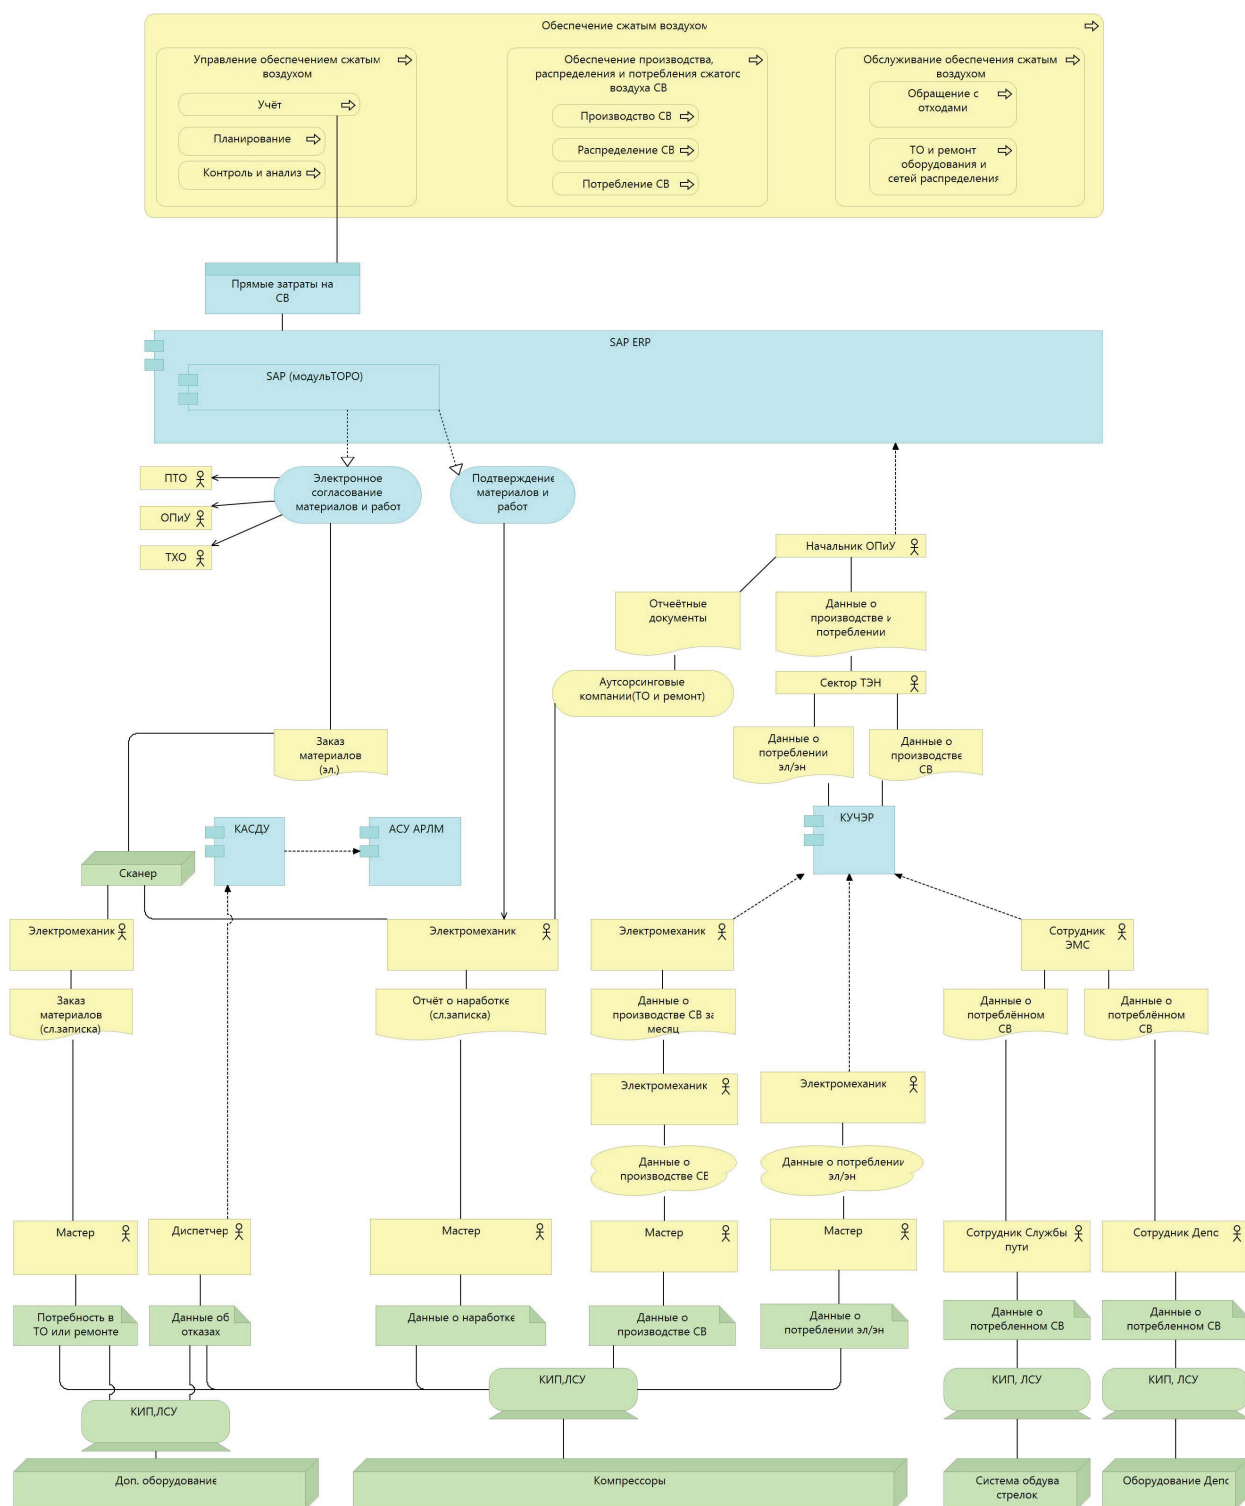 Обеспечение сжатым воздухом
Управление обеспечением сжатым
воздухом
Учёт
Планирование
Контроль и анализ
Обеспечение производства,
распределения и потребления сжатого
воздуха СВ
Производство СВ
Распределение СВ
Потребление СВ
Обслуживание обеспечения сжатым
воздухом
Обращение с
отходами
ТО и ремонт
оборудования и
сетей распределения
Прямые затраты на
СВ
SAP ERP
SAP (модульТОРО)
ПТО
ОПиУ
ТХО
Электронное
согласование
материалов и работ
Подтверждение
материалов и
работ
Начальник ОПиУ
Отчеётные
документы
Данные о
производстве и
потреблении
Аутсорсинговые
компании(ТО и ремонт)
Сектор ТЭН
Заказ
материалов
(эл.)
Данные о
потреблении
эл/эн
Данные о
производстве
СВ
КАСДУ
АСУ АРЛМ
КУЧЭР
Сканер
Электромеханик
Электромеханик
Электромеханик
Сотрудник
ЭМС
Заказ
материалов
(сл.записка)
Отчёт о наработке
(сл.записка)
Данные о
производстве СВ за
месяц
Данные о
потреблённом
СВ
Данные о
потреблённом
СВ
Электромеханик
Электромеханик
Данные о
производстве СВ
Данные о потреблении
эл/эн
Мастер
Диспетчер
Мастер
Мастер
Мастер
Сотрудник Службы
пути
Сотрудник Депо
Потребность в
ТО или ремонте
Данные об
отказах
Данные о наработке
Данные о
производстве СВ
Данные о
потреблении эл/эн
Данные о
потребленном СВ
Данные о
потребленном СВ
КИП,ЛСУ
КИП,ЛСУ
КИП, ЛСУ
КИП, ЛСУ
Доп. оборудование
Компрессоры
Система обдува
стрелок
Оборудование Депо